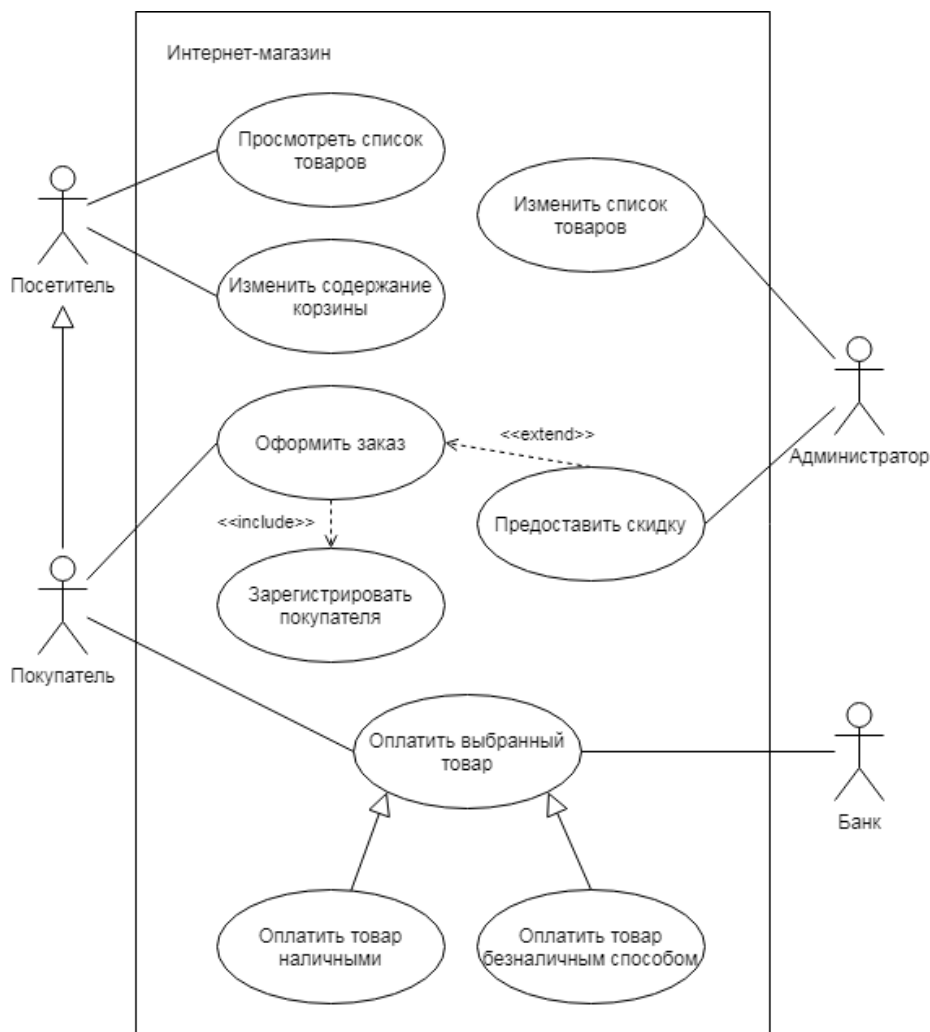 Интернет-магазин
Просмотреть список
товаров
Изменить список
товаров
Посетитель
Изменить содержание
корзины
Оформить заказ
<<extend>>
Администратор
<<include>>
Предоставить скидку
Зарегистрировать
покупателя
Покупатель
Оплатить выбранный
товар
Банк
Оплатить товар
наличными
Оплатить товар
безналичным способом